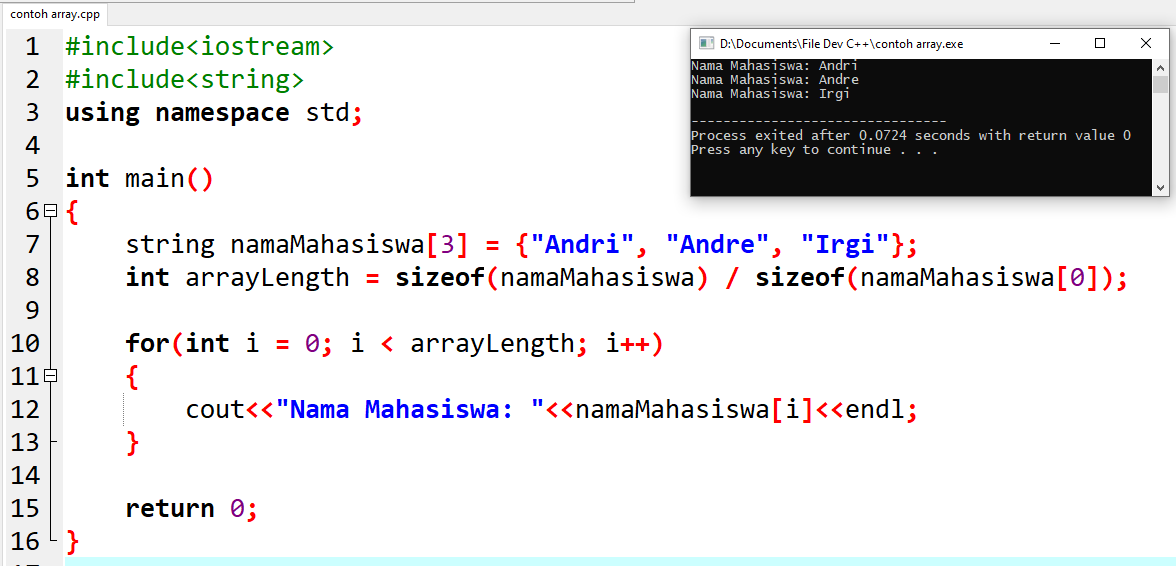 contoh array.cpp
1 #include<iostream>
2 #include<string>
3 using namespace std;
4
5 int main()
6 {
7     string namaMahasiswa[3] = {"Andri", "Andre", "Irgi"};
8     int arrayLength = sizeof(namaMahasiswa) / sizeof(namaMahasiswa[0]);
9
10     for(int i = 0; i < arrayLength; i++)
11     {
12         cout<<"Nama Mahasiswa: "<<namaMahasiswa[i]<<endl;
13     }
14
15     return 0;
16 }
D:\Documents\File Dev C++\contoh array.exe
Nama Mahasiswa: Andri
Nama Mahasiswa: Andre
Nama Mahasiswa: Irgi
--------------------------------
Process exited after 0.0724 seconds with return value 0
Press any key to continue . . .